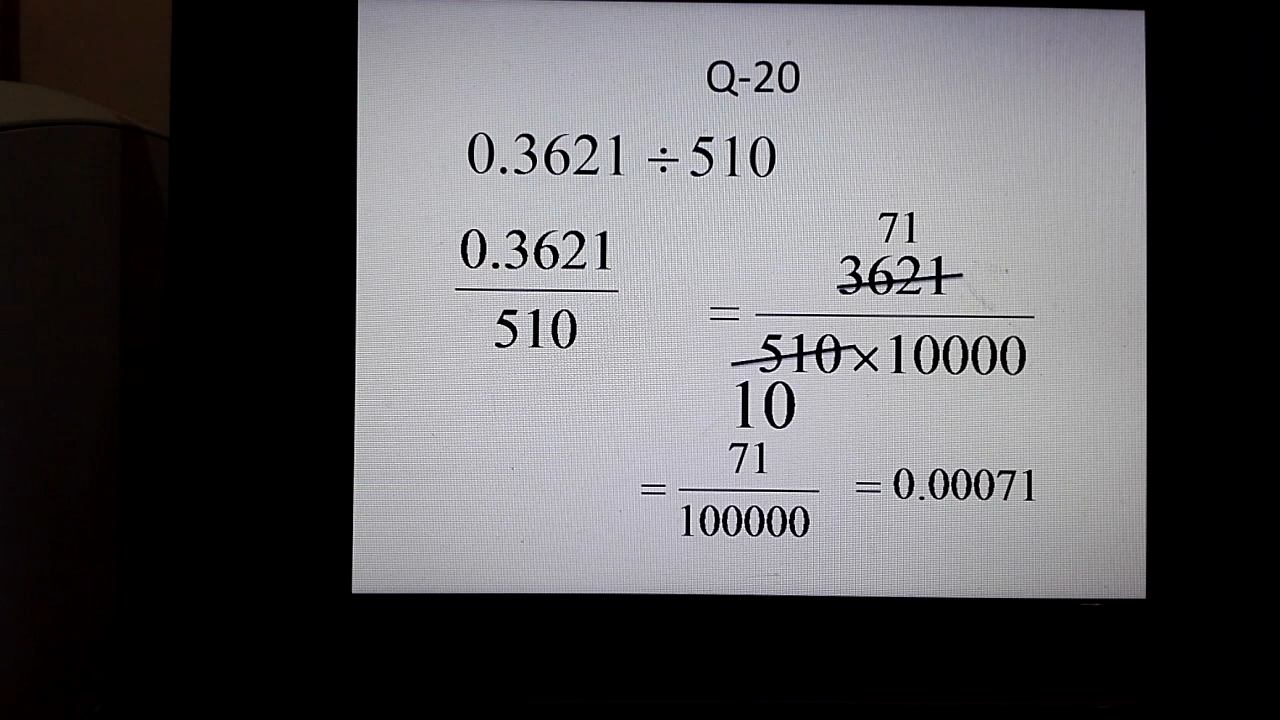 Q-20
0.3621 ÷ 510
0.3621
510
71
= 3621
510 × 10000
10
= 71
100000
= 0.00071